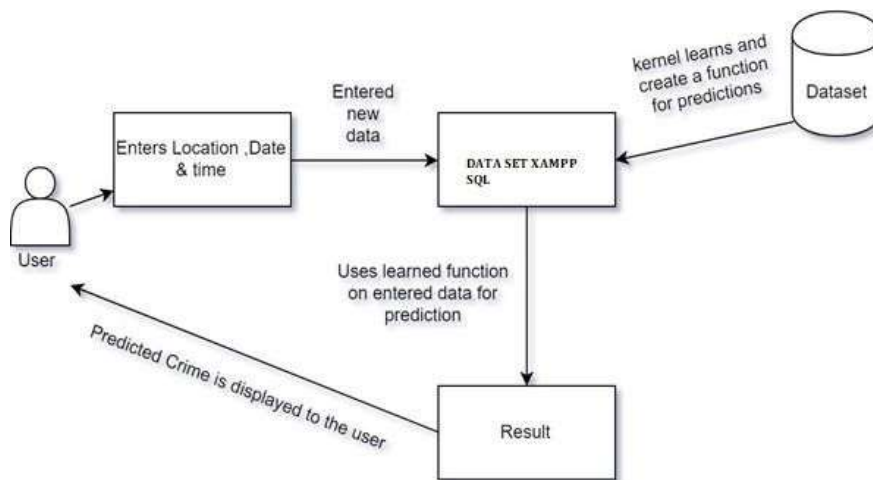 kernel learns and
create a function
for predictions
Dataset
Entered
new
data
Enters Location ,Date
& time
DATA SET XAMPP
SQL
User
Uses learned function
on entered data for
prediction
Predicted Crime is displayed to the user
Result